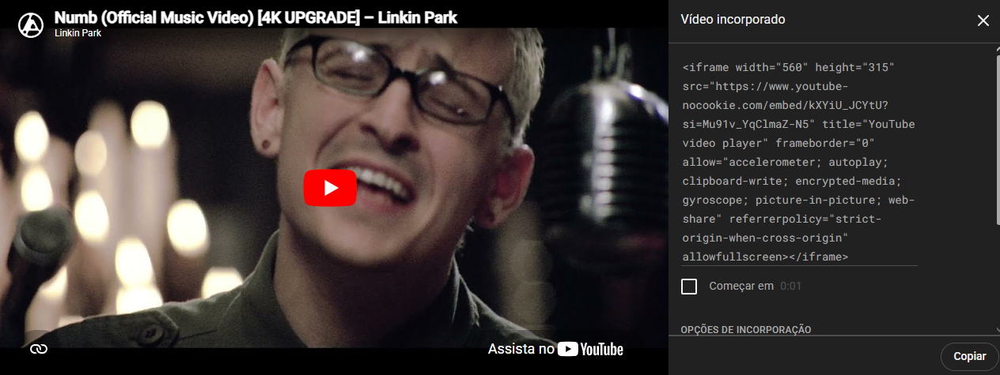 Numb (Official Music Video) [4K UPGRADE] – Linkin Park
Linkin Park
Assista no YouTube
Vídeo incorporado
<iframe width="560" height="315"
src="https://www.youtube-
nocookie.com/embed/kXYiU_JCYtU?
si=Mu91v_YqClmaZ-N5" title="YouTube
video player" frameborder="0"
allow="accelerometer; autoplay;
clipboard-write; encrypted-media;
gyroscope; picture-in-picture; web-
share" referrerpolicy="strict-
origin-when-cross-origin"
allowfullscreen></iframe>
Começar em 0:01
OPÇÕES DE INCORPORAÇÃO
Copiar